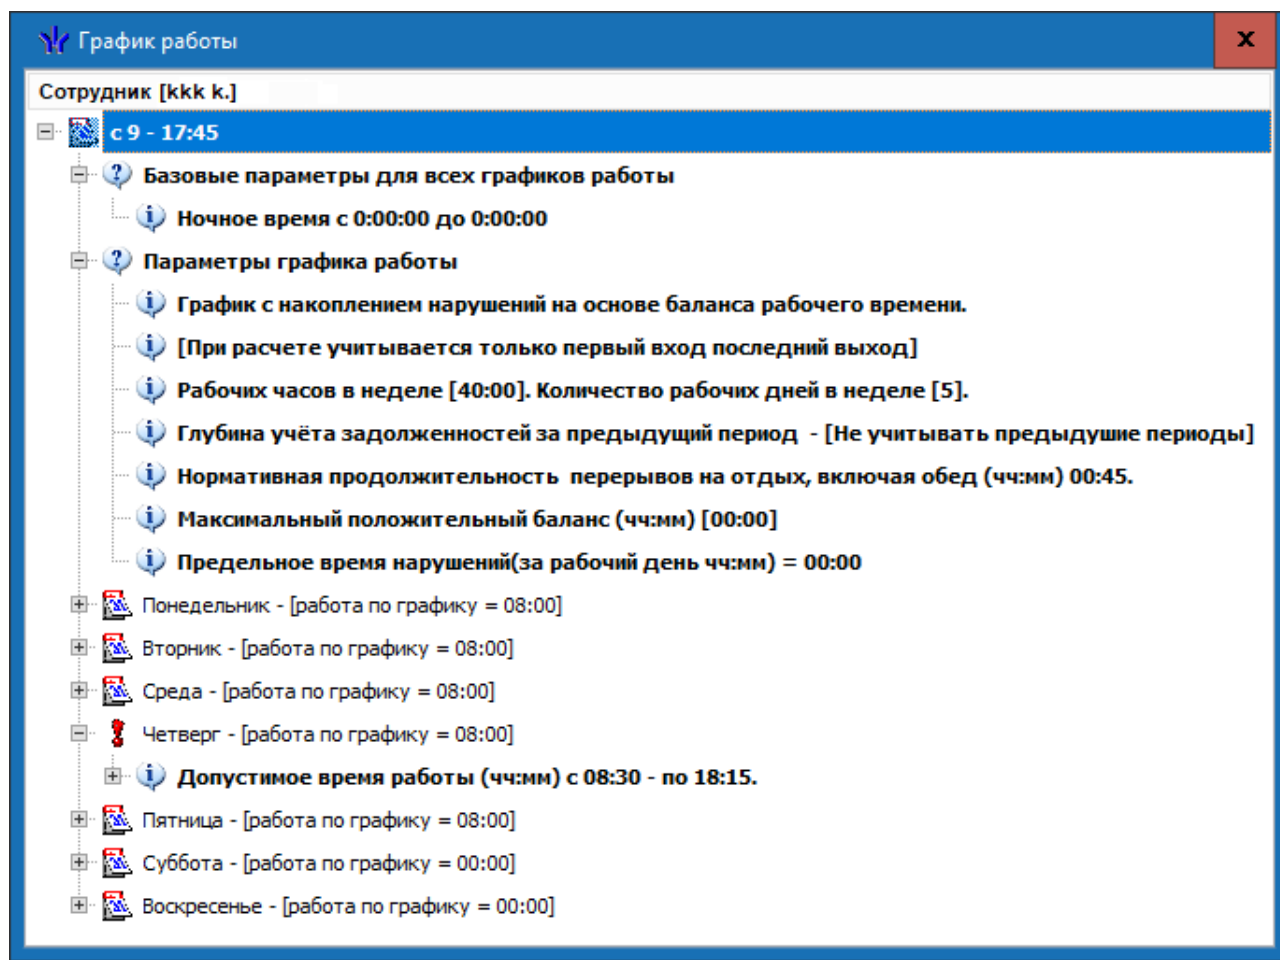 График работы
x
Сотрудник [kkk k.]
с 9 - 17:45
Базовые параметры для всех графиков работы
Ночное время с 0:00:00 до 0:00:00
Параметры графика работы
График с накоплением нарушений на основе баланса рабочего времени.
[При расчете учитывается только первый вход последний выход]
Рабочих часов в неделе [40:00]. Количество рабочих дней в неделе [5].
Глубина учёта задолженностей за предыдущий период - [Не учитывать предыдушие периоды]
Нормативная продолжительность перерывов на отдых, включая обед (чч:мм) 00:45.
Максимальный положительный баланс (чч:мм) [00:00]
Предельное время нарушений(за рабочий день чч:мм) = 00:00
Понедельник - [работа по графику = 08:00]
Вторник - [работа по графику = 08:00]
Среда - [работа по графику = 08:00]
Четверг - [работа по графику = 08:00]
Допустимое время работы (чч:мм) с 08:30 - по 18:15.
Пятница - [работа по графику = 08:00]
Суббота - [работа по графику = 00:00]
Воскресенье - [работа по графику = 00:00]